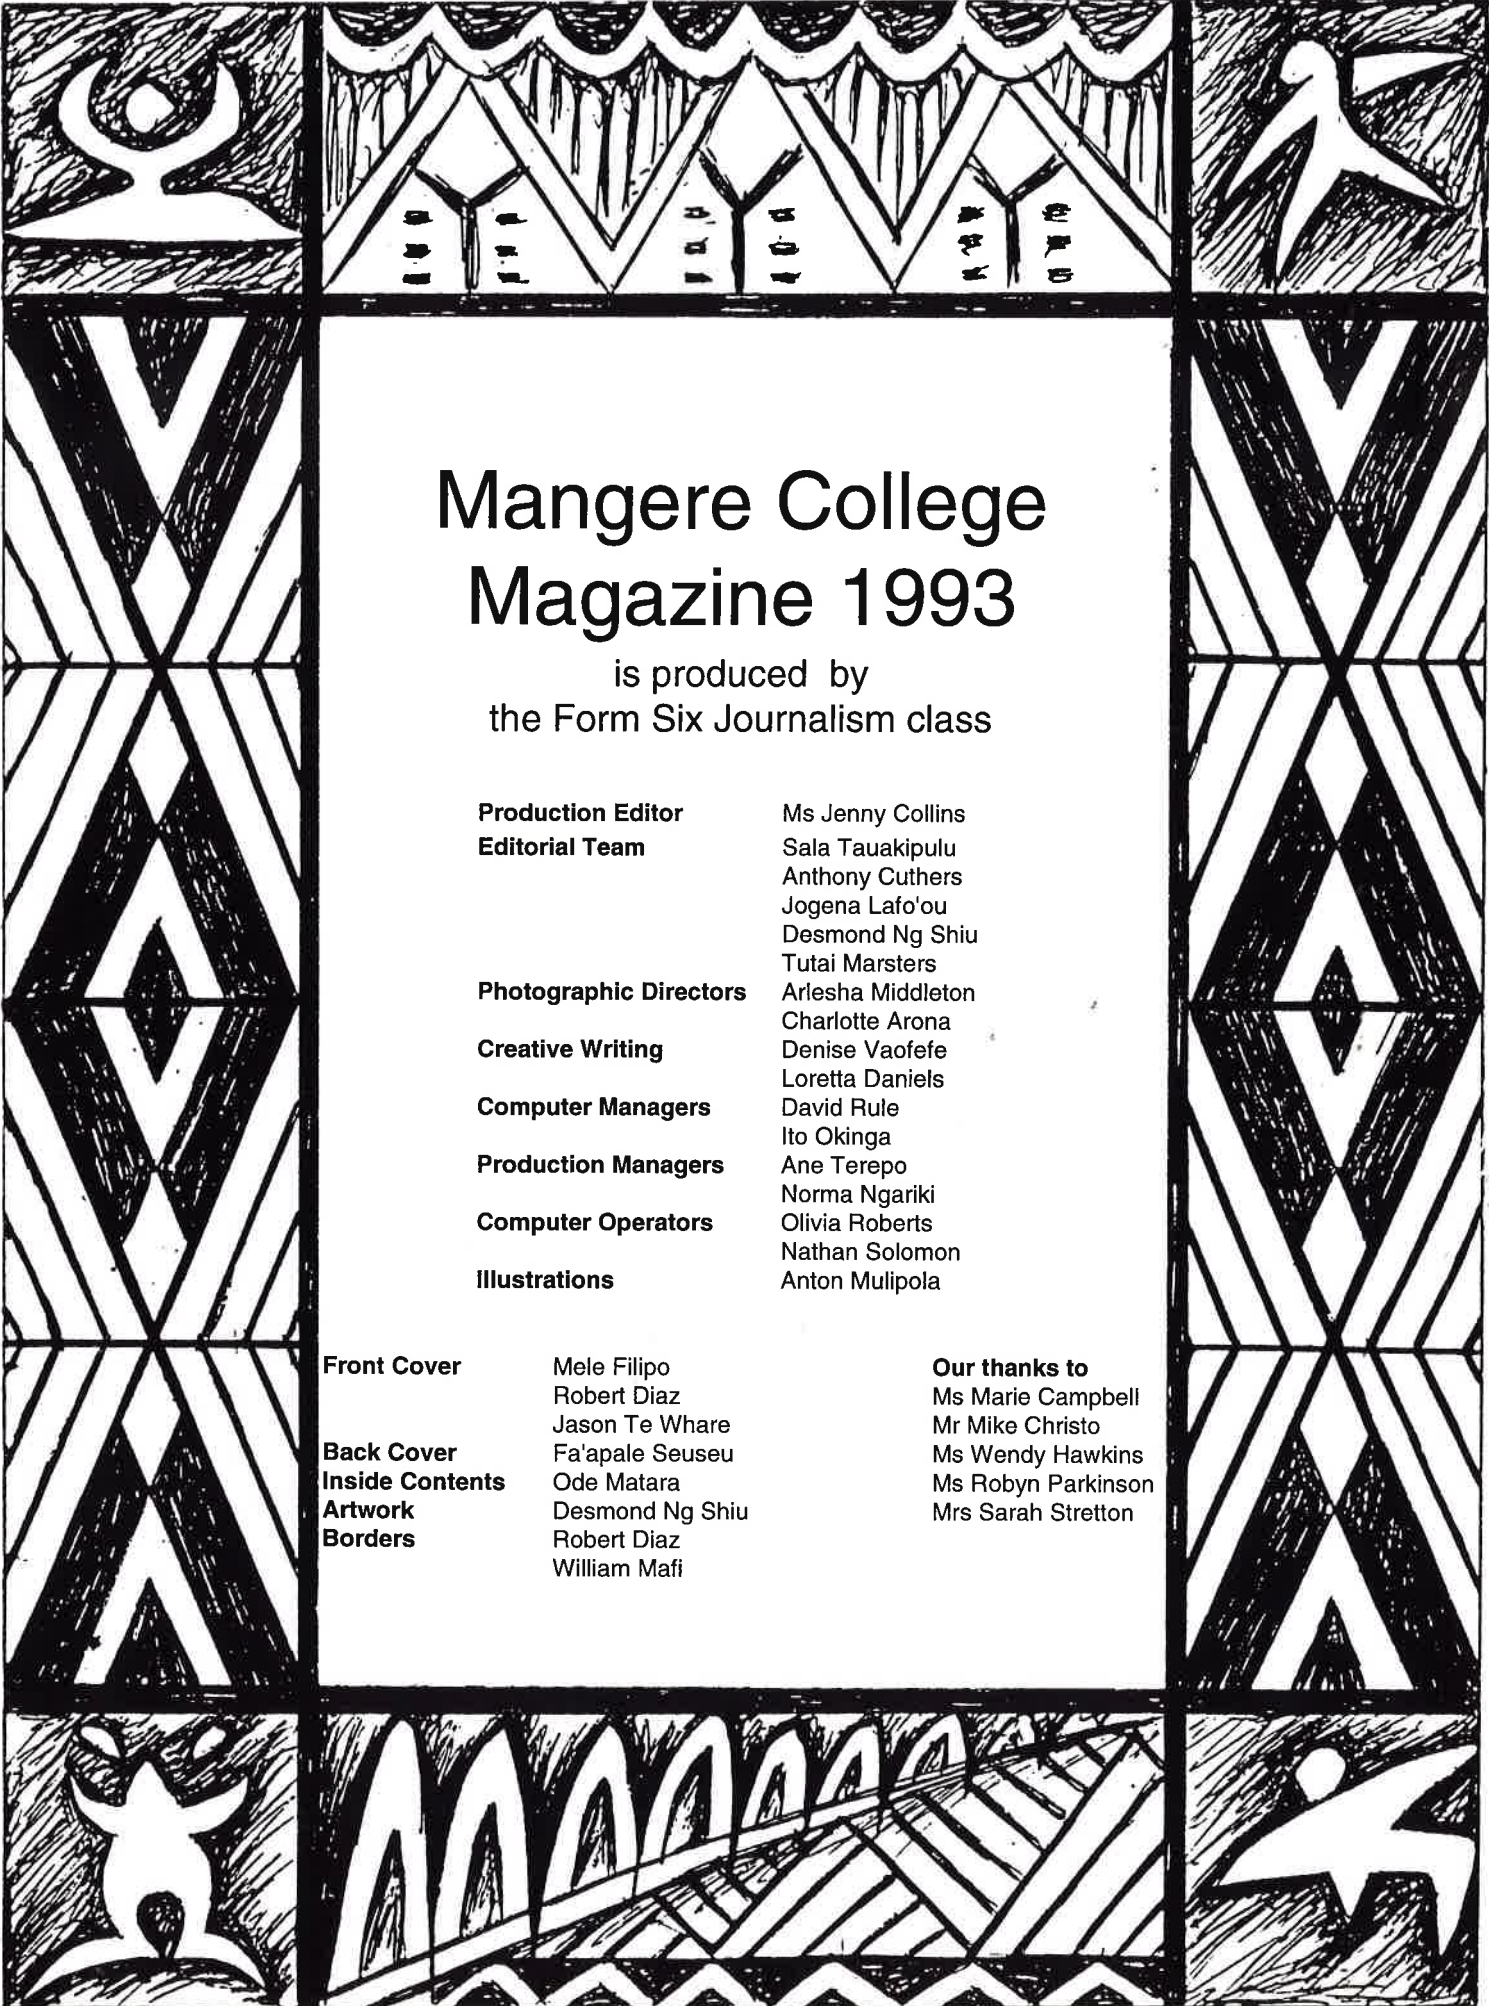 Mangere College
Magazine 1993
is produced by
the Form Six Journalism class
Production Editor Ms Jenny Collins
Editorial Team Sala Tauakipulu
Anthony Cuthers
Jogena Lafo'ou
Desmond Ng Shiu
Tutai Marsters
Photographic Directors Arlesha Middleton
Charlotte Arona
Creative Writing Denise Vaofefe
Loretta Daniels
Computer Managers David Rule
Ito Okinga
Production Managers Ane Terepo
Norma Ngariki
Computer Operators Olivia Roberts
Nathan Solomon
Illustrations Anton Mulipola
Front Cover Mele Filipo
Robert Diaz
Jason Te Whare
Back Cover Fa'apale Seuseu
Inside Contents Ode Matara
Artwork Desmond Ng Shiu
Borders Robert Diaz
William Mafi
Our thanks to
Ms Marie Campbell
Mr Mike Christo
Ms Wendy Hawkins
Ms Robyn Parkinson
Mrs Sarah Stretton